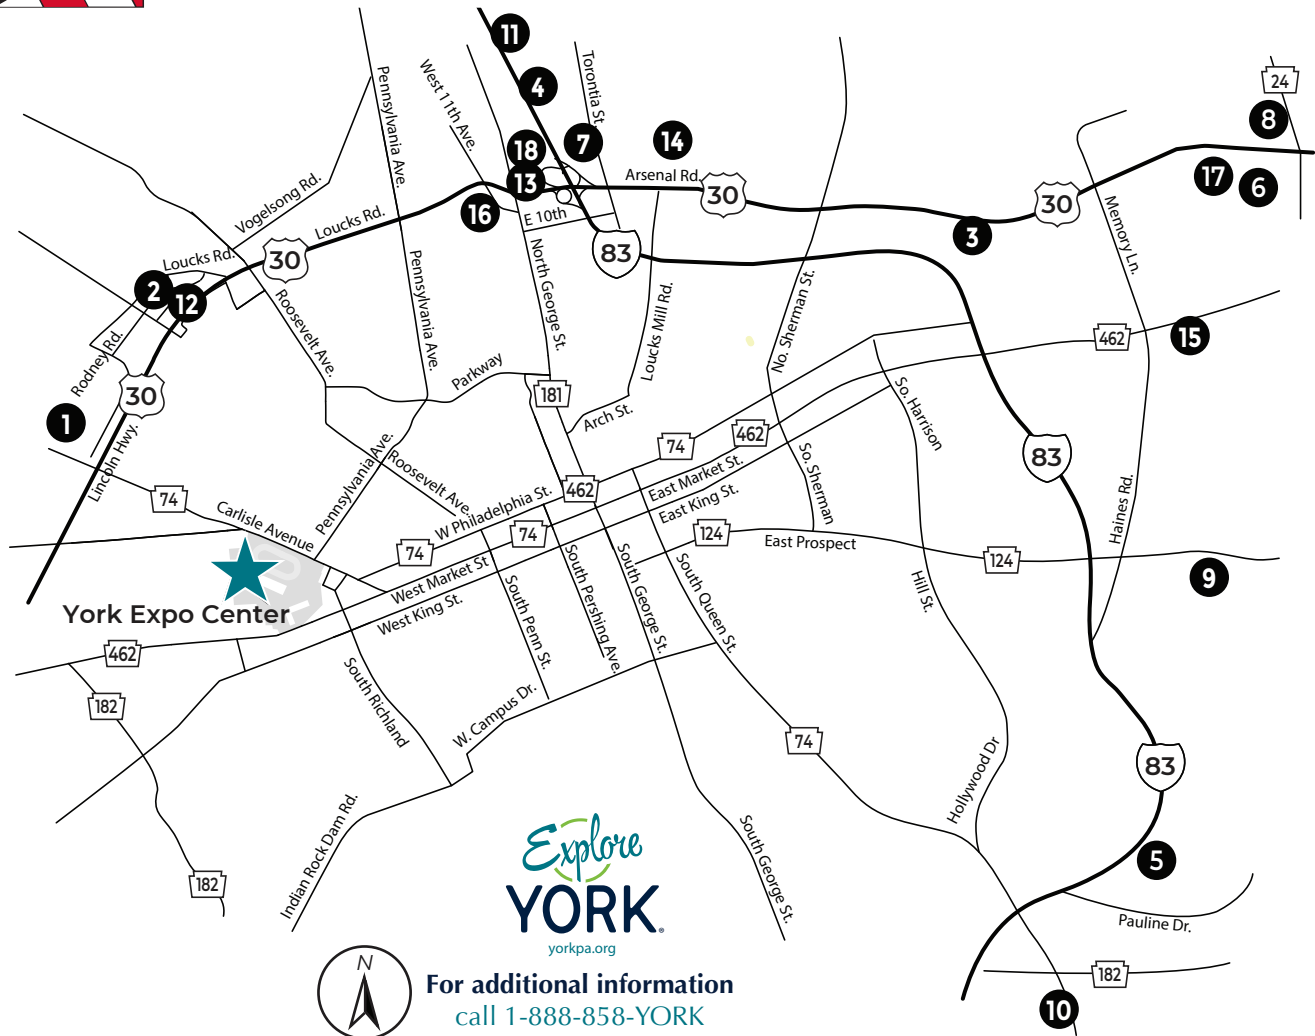 11
Torontia St.
Pennsylvania Ave.
West 11th Ave.
4
24
8
18
7
14
13
Arsenal Rd.
30
17
6
Vogelsong Rd.
16
E 10th
30
3
Loucks Rd.
Memory Ln.
Loucks Rd.
30
83
North George St.
Pennsylvania Ave.
2
12
Roosevelt Ave.
Loucks Mill Rd.
No. Sherman St.
462
15
Rodney Rd.
Parkway
30
181
So. Harrison
1
Arch St.
74
462
Lincoln Hwy.
83
Pennsylvania Ave.
Roosevelt Ave.
So. Sherman
East Market St.
74
462
East King St.
Haines Rd.
Carlisle Avenue
W Philadelphia St.
74
74
124
East Prospect
124
West Market St
South Pershing Ave.
South George St.
South Queen St.
9
York Expo Center
West King St.
South Penn St.
Hill St.
462
182
South Richland
W. Campus Dr.
74
Hollywood Dr
83
Indian Rock Dam Rd.
South George St.
5
182
Explore
YORK®
yorkpa.org
Pauline Dr.
182
N
For additional information
call 1-888-858-YORK
10